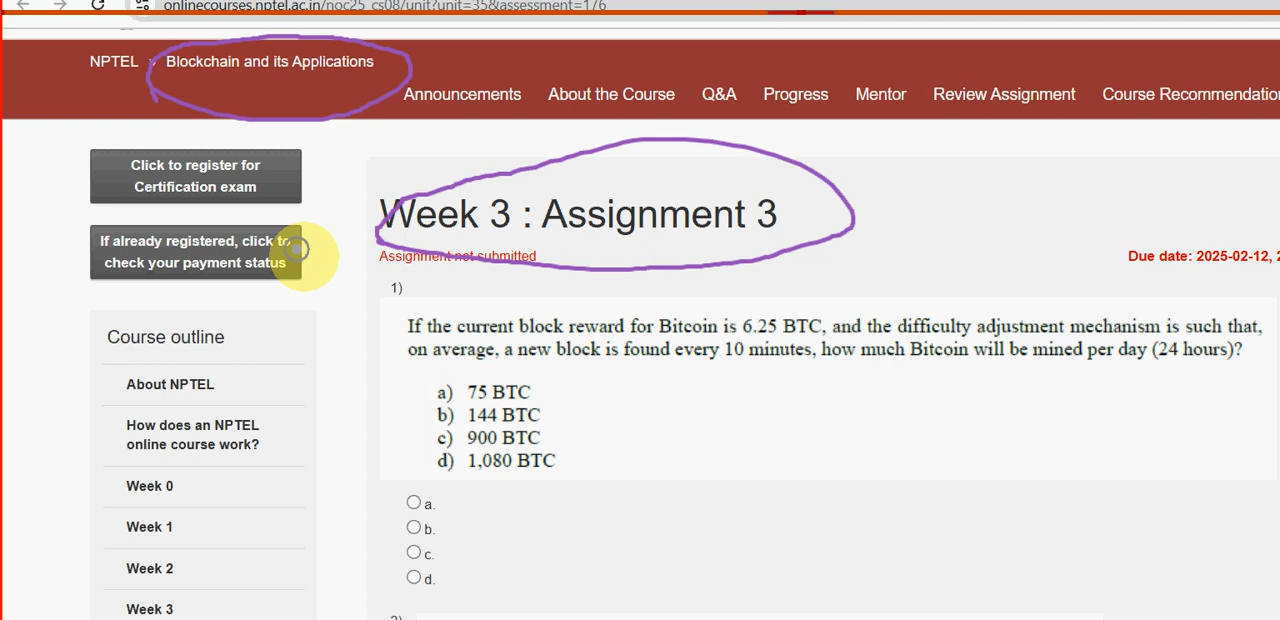 onlinecourses.nptel.ac.in/noc25_cs08/unit?unit=35&assessment=176
NPTEL » Blockchain and its Applications
Announcements About the Course Q&A Progress Mentor Review Assignment Course Recommendatio
Click to register for
Certification exam
If already registered, click to
check your payment status
Course outline
About NPTEL
How does an NPTEL
online course work?
Week 0
Week 1
Week 2
Week 3
Week 3 : Assignment 3
Assignment not submitted
Due date: 2025-02-12, 2
1)
If the current block reward for Bitcoin is 6.25 BTC, and the difficulty adjustment mechanism is such that,
on average, a new block is found every 10 minutes, how much Bitcoin will be mined per day (24 hours)?
a) 75 BTC
b) 144 BTC
c) 900 BTC
d) 1,080 BTC
a.
b.
c.
d.
2)